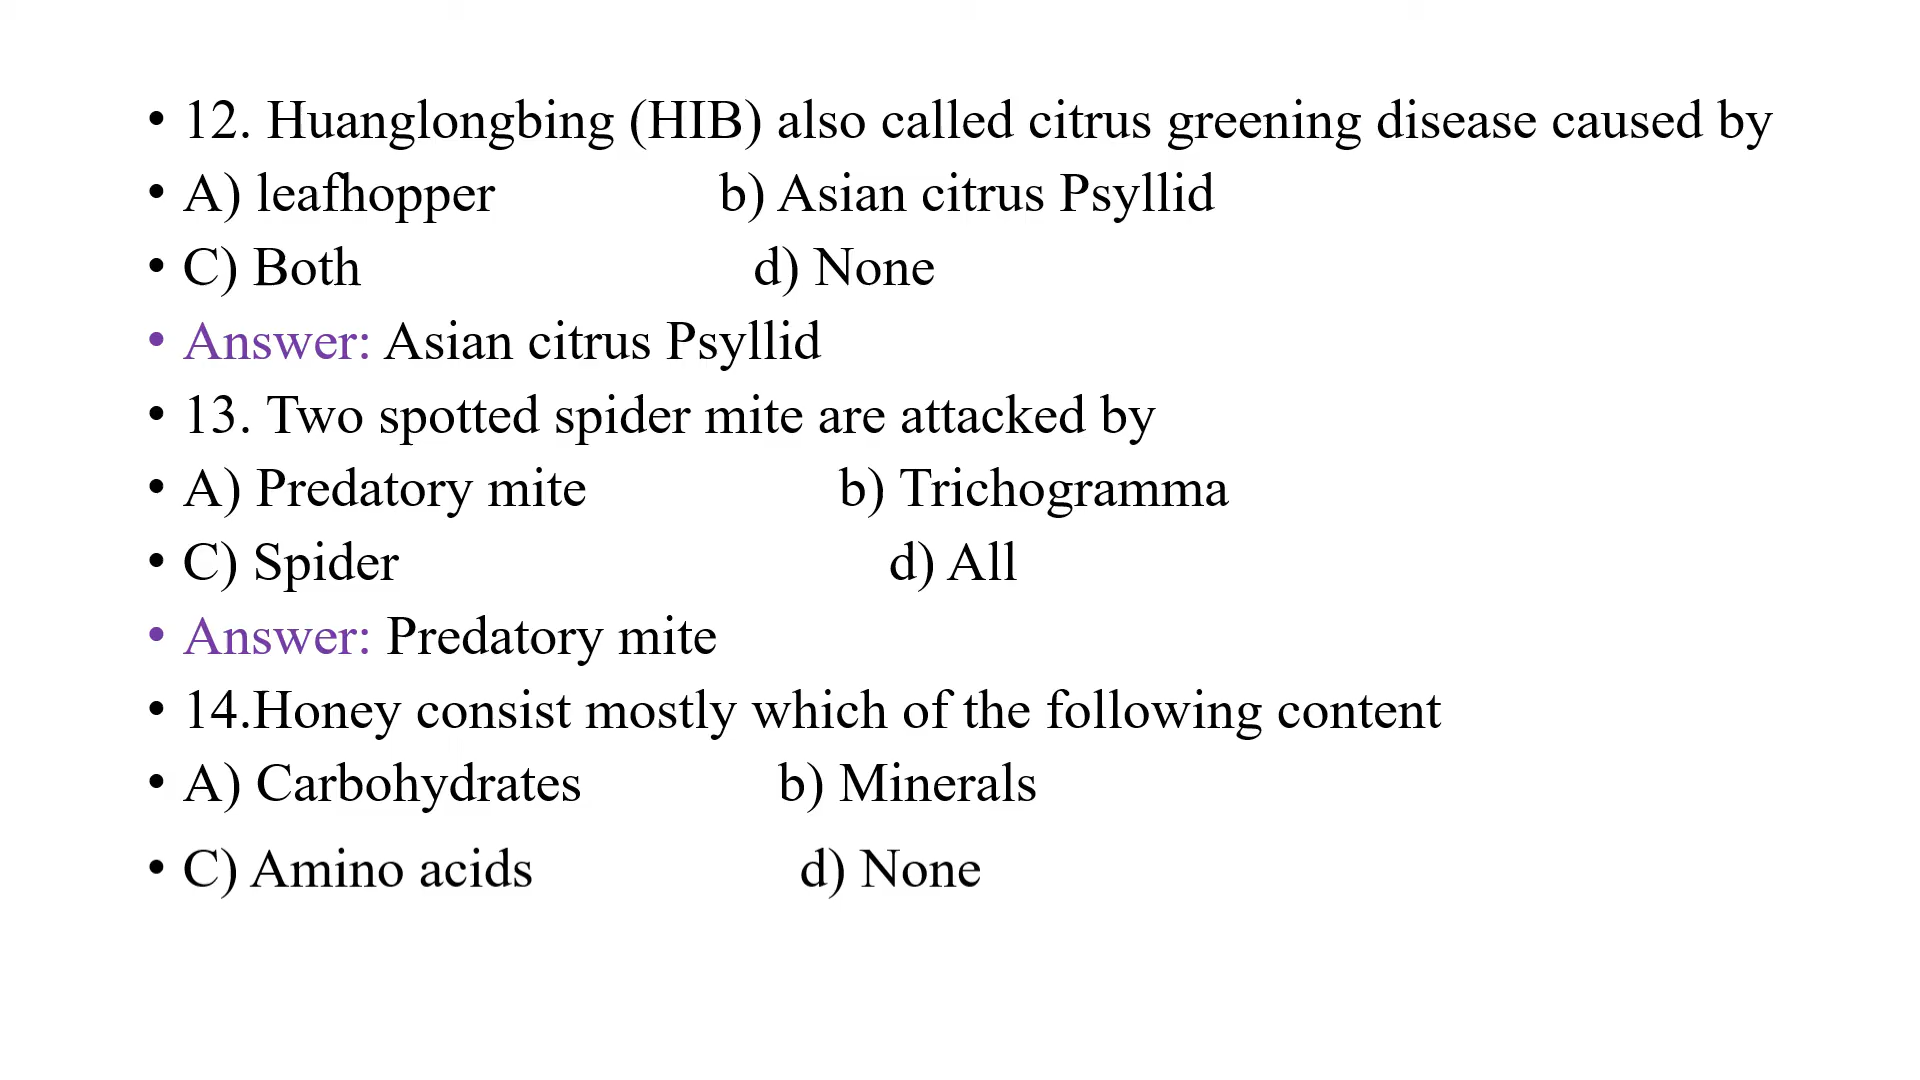 • 12. Huanglongbing (HIB) also called citrus greening disease caused by
• A) leafhopper b) Asian citrus Psyllid
• C) Both d) None
• Answer: Asian citrus Psyllid
• 13. Two spotted spider mite are attacked by
• A) Predatory mite b) Trichogramma
• C) Spider d) All
• Answer: Predatory mite
• 14.Honey consist mostly which of the following content
• A) Carbohydrates b) Minerals
• C) Amino acids d) None